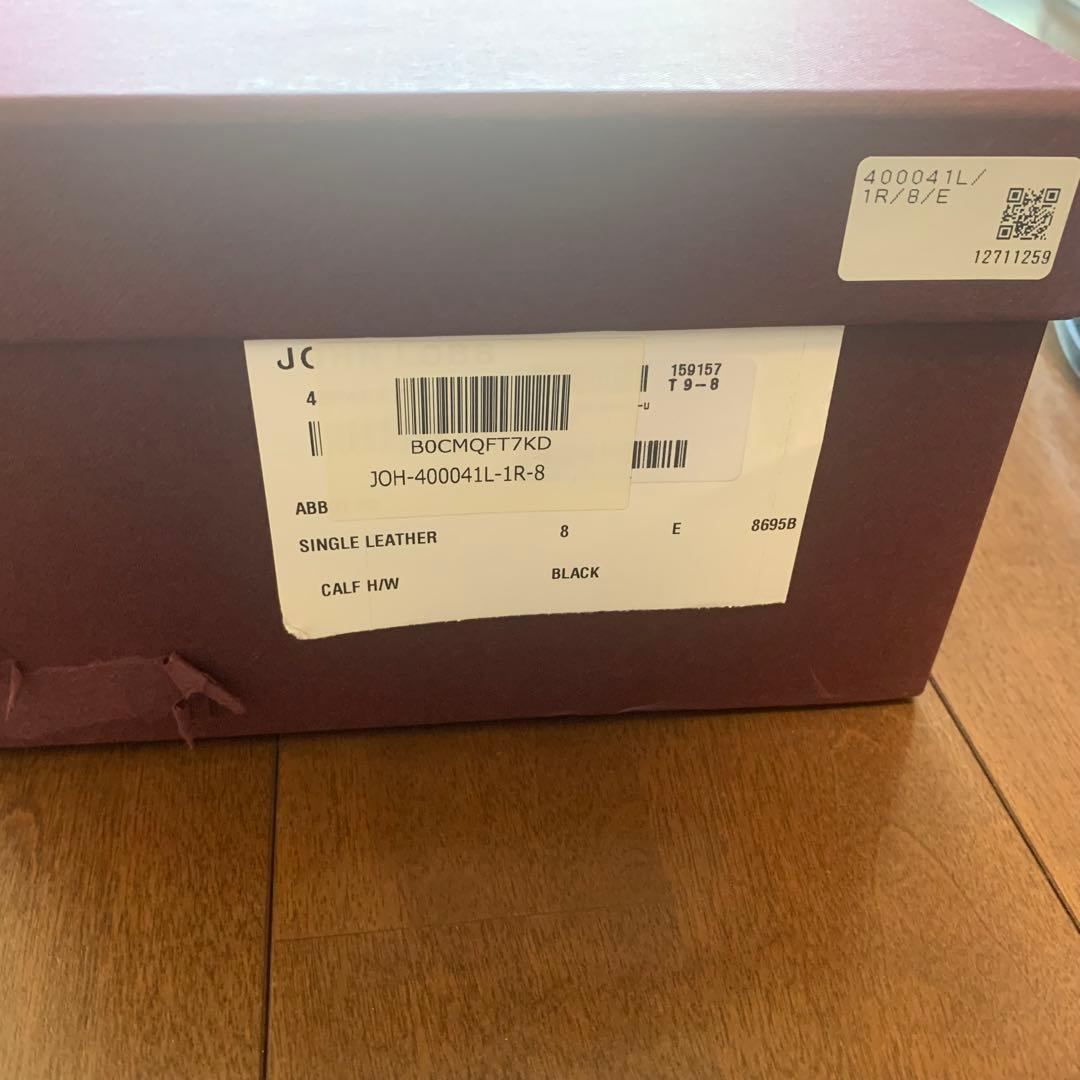 400041L/
1R/8/E
12711259
JO
4
159157
T 9-8
B0CMQFT7KD
JOH-400041L-1R-8
ABB
SINGLE LEATHER 8 E 8695B
CALF H/W BLACK